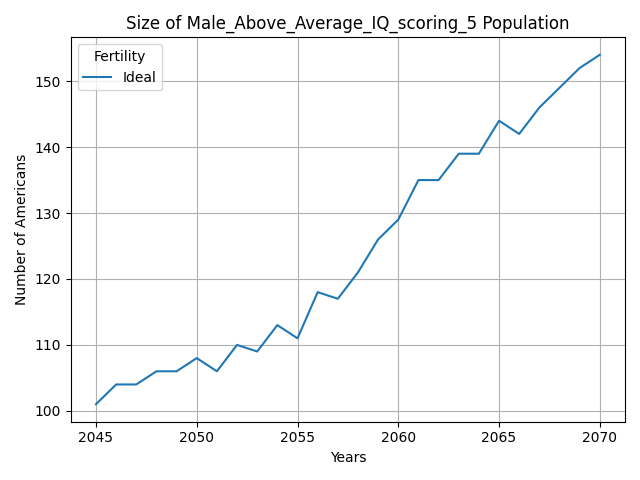 Size of Male_Above_Average_IQ_scoring_5 Population
Fertility
Ideal
Number of Americans
150
140
130
120
110
100
2045 2050 2055 2060 2065 2070
Years